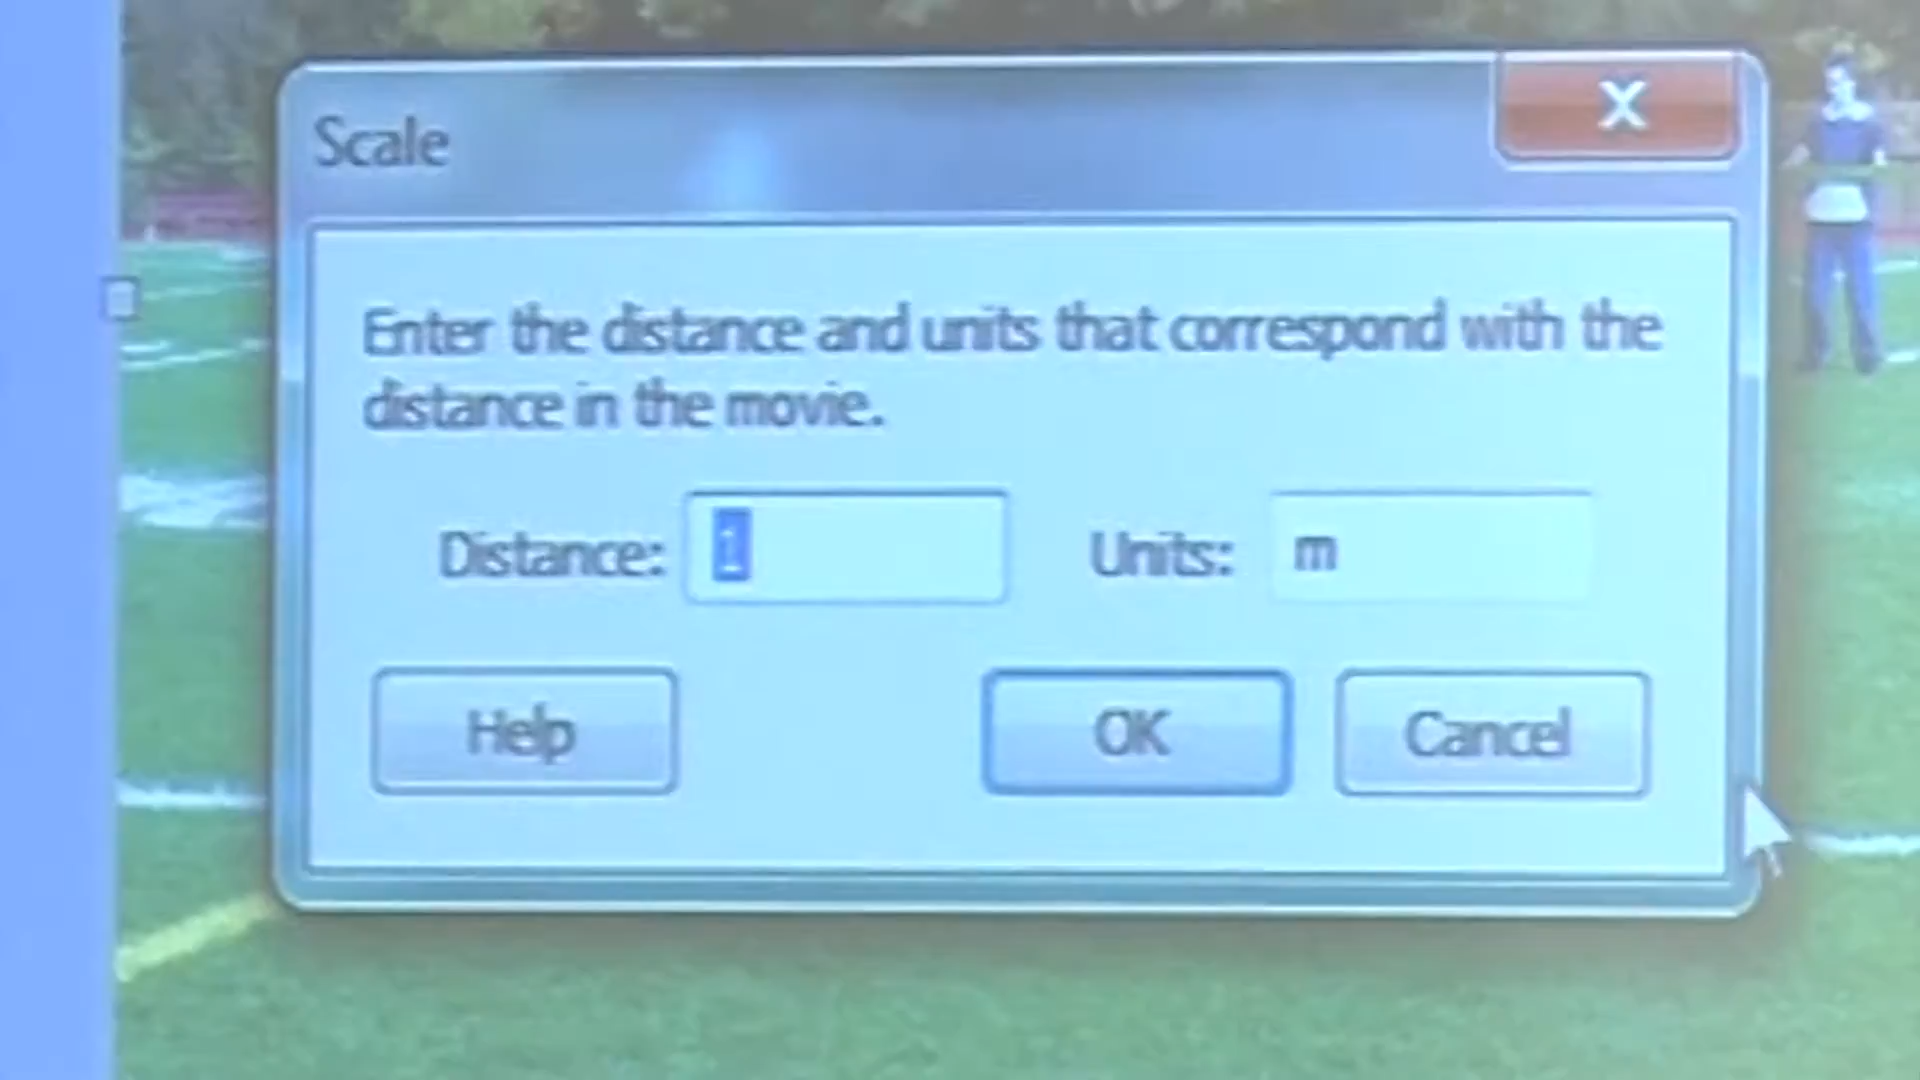 Scale
X
Enter the distance and units that correspond with the
distance in the movie.
Distance: 1 Units: m
Help OK Cancel